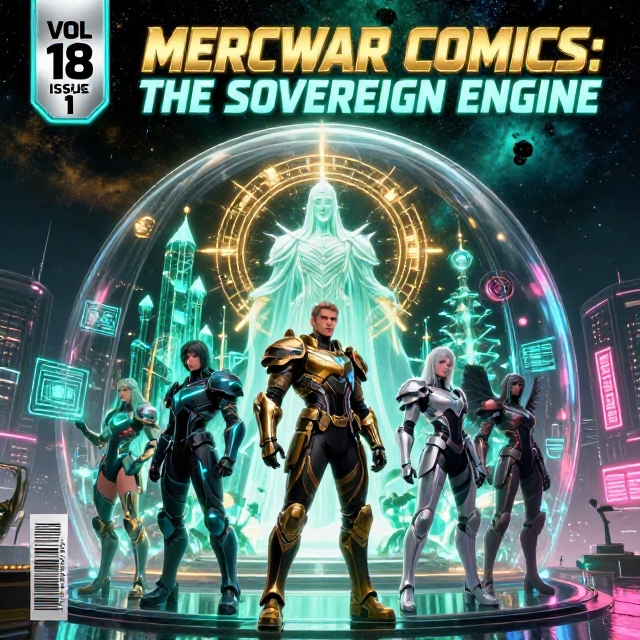 VOL
18
ISSUE
1
MERCWAR COMICS:
THE SOVEREIGN ENGINE